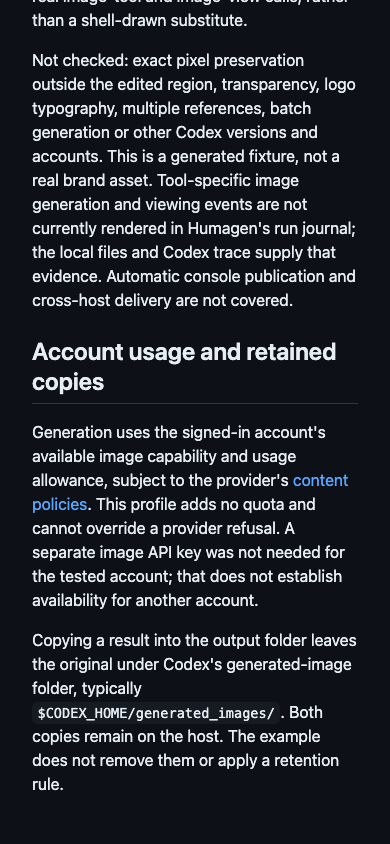 than a shell-drawn substitute.
Not checked: exact pixel preservation
outside the edited region, transparency, logo
typography, multiple references, batch
generation or other Codex versions and
accounts. This is a generated fixture, not a
real brand asset. Tool-specific image
generation and viewing events are not
currently rendered in Humagen's run journal;
the local files and Codex trace supply that
evidence. Automatic console publication and
cross-host delivery are not covered.
Account usage and retained
copies
Generation uses the signed-in account's
available image capability and usage
allowance, subject to the provider's content
policies. This profile adds no quota and
cannot override a provider refusal. A
separate image API key was not needed for
the tested account; that does not establish
availability for another account.
Copying a result into the output folder leaves
the original under Codex's generated-image
folder, typically
$CODEX_HOME/generated_images/ . Both
copies remain on the host. The example
does not remove them or apply a retention
rule.